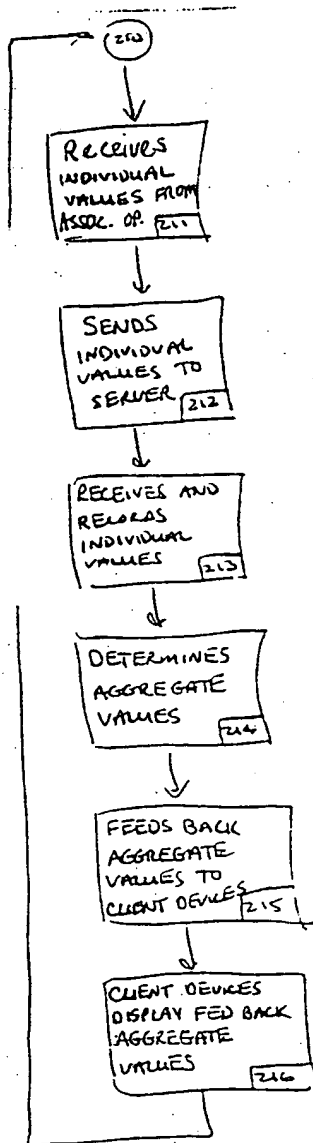 RECEIVES
INDIVIDUAL
VALUES FROM
ASSOC. OP.
211
SENDS
INDIVIDUAL
VALUES TO
SERVER
212
RECEIVES AND
RECORDS
INDIVIDUAL
VALUES
213
DETERMINES
AGGREGATE
VALUES
214
FEEDS BACK
AGGREGATE
VALUES TO
CLIENT DEVICES
215
CLIENT DEVICES
DISPLAY FED BACK
AGGREGATE
VALUES
216